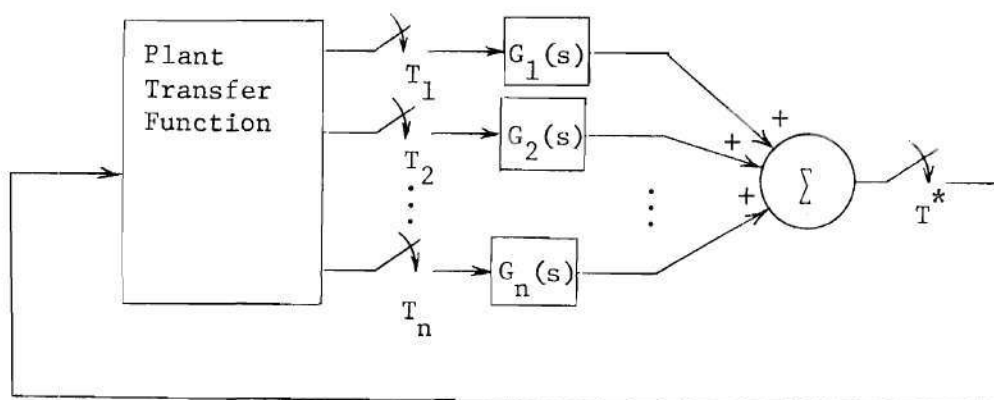 Plant
Transfer
Function
T1
T2
Tn
G1(s)
G2(s)
Gn(s)
+
+
+
Σ
T*